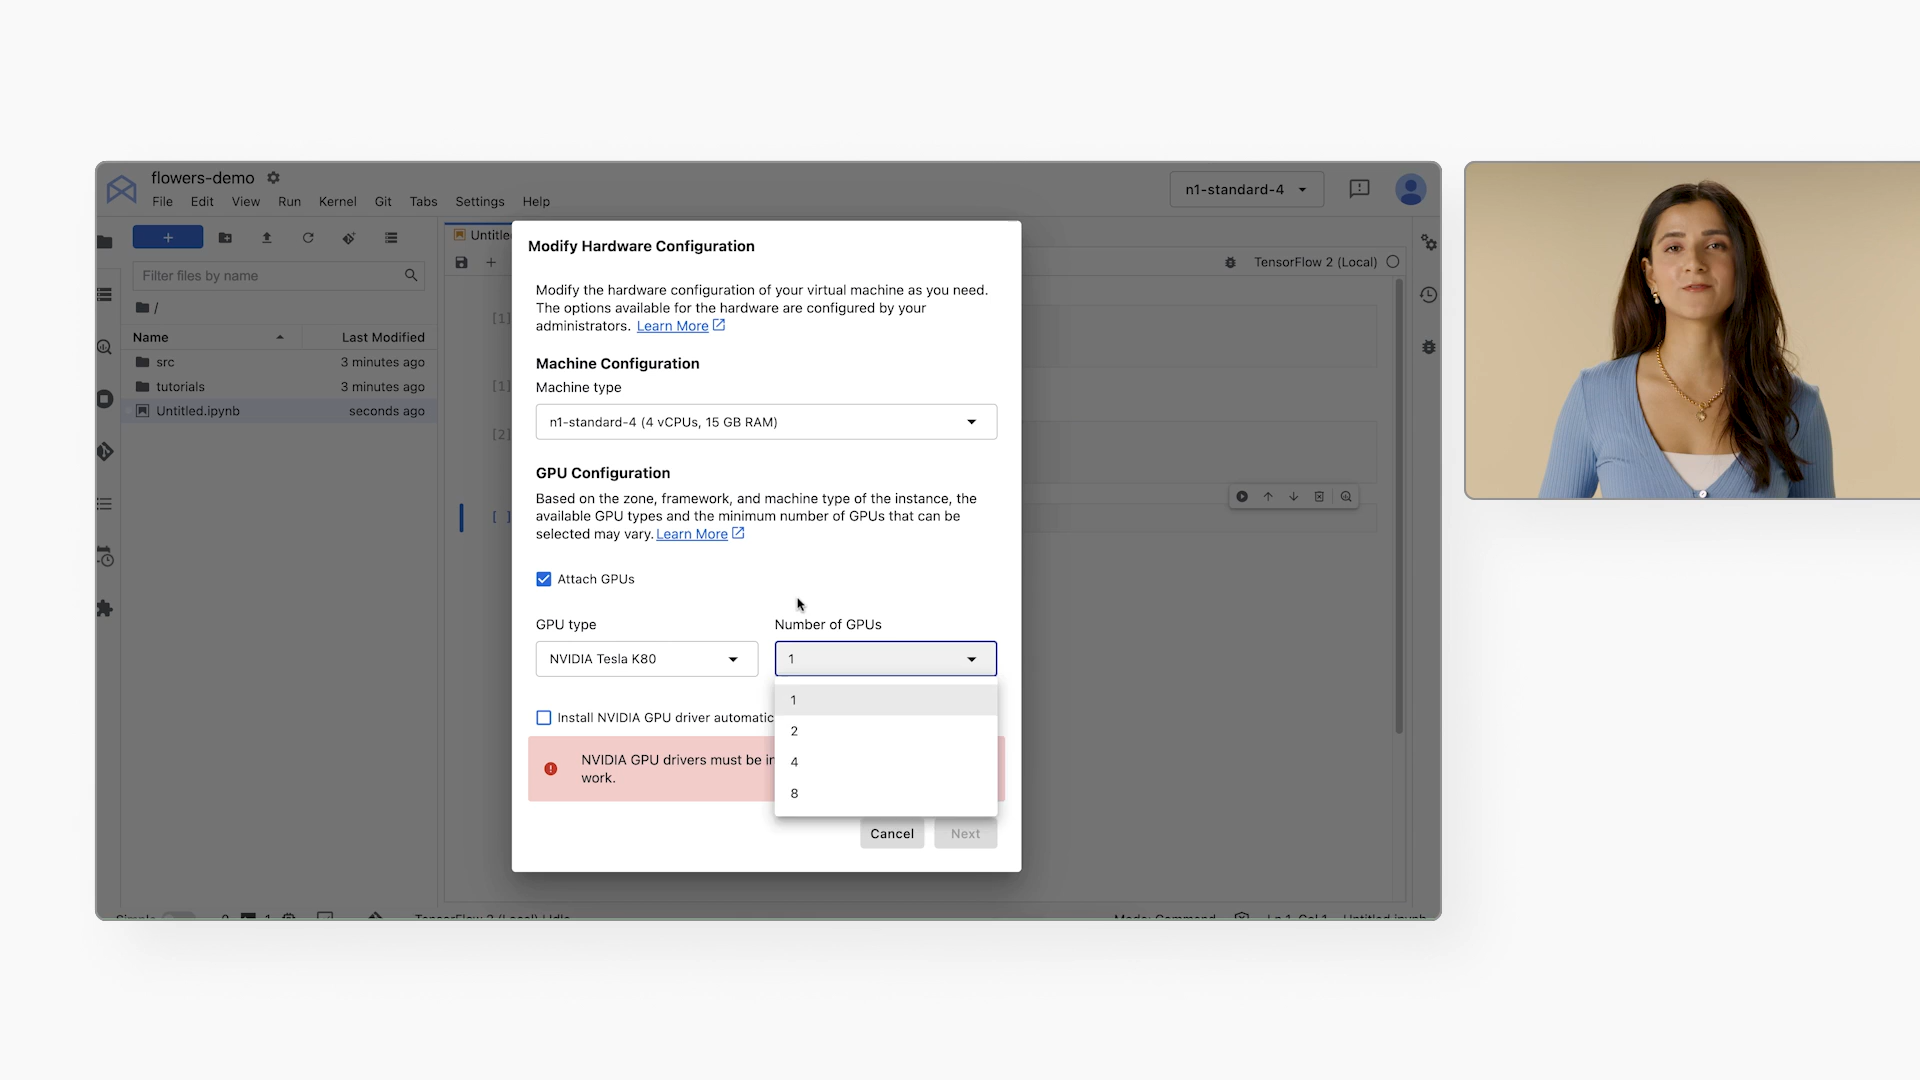 flowers-demo
File Edit View Run Kernel Git Tabs Settings Help
n1-standard-4
+
Filter files by name
/
Name Last Modified
src 3 minutes ago
tutorials 3 minutes ago
Untitled.ipynb seconds ago
Untitle
TensorFlow 2 (Local)
[1]
[1]
[2]
[ ]
Modify Hardware Configuration
Modify the hardware configuration of your virtual machine as you need.
The options available for the hardware are configured by your
administrators. Learn More
Machine Configuration
Machine type
n1-standard-4 (4 vCPUs, 15 GB RAM)
GPU Configuration
Based on the zone, framework, and machine type of the instance, the
available GPU types and the minimum number of GPUs that can be
selected may vary. Learn More
Attach GPUs
GPU type Number of GPUs
NVIDIA Tesla K80 1
1
2
4
8
Install NVIDIA GPU driver automatic
NVIDIA GPU drivers must be in
work.
Cancel Next